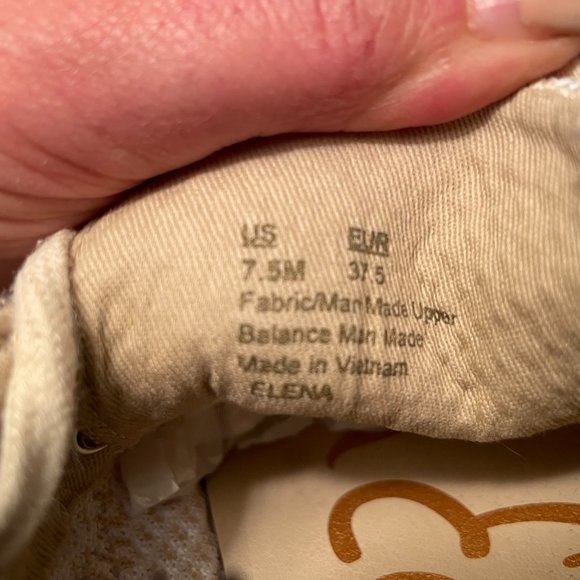 US EUR
7.5M 37.5
Fabric/Man Made Upper
Balance Man Made
Made in Vietnam
ELENA